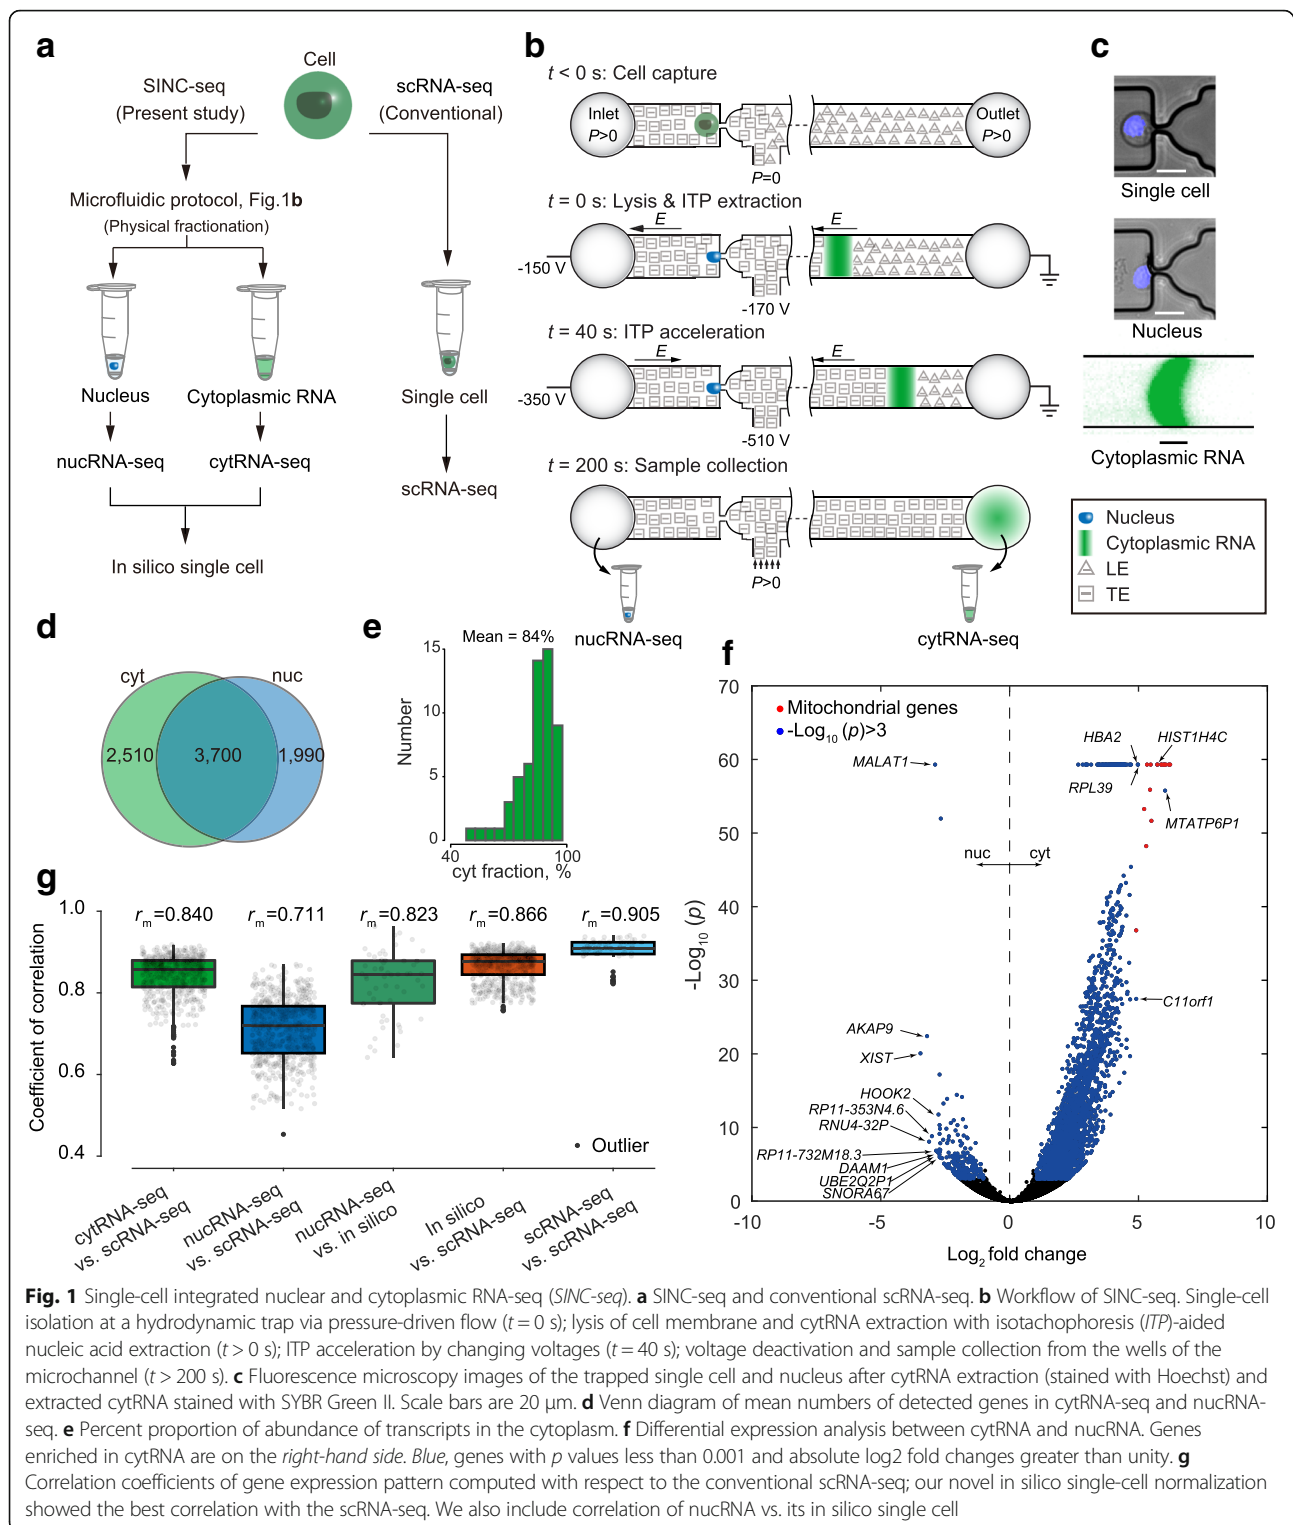 a
Cell
SINC-seq
(Present study)
scRNA-seq
(Conventional)
Microfluidic protocol, Fig.1b
(Physical fractionation)
Nucleus
Cytoplasmic RNA
Single cell
nucRNA-seq
cytRNA-seq
scRNA-seq
In silico single cell
b
t < 0 s: Cell capture
Inlet
P>0
Outlet
P>0
P=0
t = 0 s: Lysis & ITP extraction
E
E
-150 V
-170 V
t = 40 s: ITP acceleration
E
E
-350 V
-510 V
t = 200 s: Sample collection
P>0
nucRNA-seq
cytRNA-seq
c
Single cell
Nucleus
Cytoplasmic RNA
Nucleus
Cytoplasmic RNA
LE
TE
d
cyt
nuc
2,510
3,700
1,990
e
Mean = 84%
15
10
5
0
Number
40
100
cyt fraction, %
f
70
60
50
40
30
20
10
0
-Log10 (p)
Mitochondrial genes
-Log10 (p)>3
MALAT1
HBA2
HIST1H4C
RPL39
MTATP6P1
nuc
cyt
C11orf1
AKAP9
XIST
HOOK2
RP11-353N4.6
RNU4-32P
RP11-732M18.3
DAAM1
UBE2Q2P1
SNORA67
-10
-5
0
5
10
Log2 fold change
g
1.0
0.8
0.6
0.4
Coefficient of correlation
rm=0.840
rm=0.711
rm=0.823
rm=0.866
rm=0.905
Outlier
cytRNA-seq
vs. scRNA-seq
nucRNA-seq
vs. scRNA-seq
nucRNA-seq
vs. in silico
In silico
vs. scRNA-seq
scRNA-seq
vs. scRNA-seq
Fig. 1 Single-cell integrated nuclear and cytoplasmic RNA-seq (SINC-seq). a SINC-seq and conventional scRNA-seq. b Workflow of SINC-seq. Single-cell
isolation at a hydrodynamic trap via pressure-driven flow (t = 0 s); lysis of cell membrane and cytRNA extraction with isotachophoresis (ITP)-aided
nucleic acid extraction (t > 0 s); ITP acceleration by changing voltages (t = 40 s); voltage deactivation and sample collection from the wells of the
microchannel (t > 200 s). c Fluorescence microscopy images of the trapped single cell and nucleus after cytRNA extraction (stained with Hoechst) and
extracted cytRNA stained with SYBR Green II. Scale bars are 20 μm. d Venn diagram of mean numbers of detected genes in cytRNA-seq and nucRNA-
seq. e Percent proportion of abundance of transcripts in the cytoplasm. f Differential expression analysis between cytRNA and nucRNA. Genes
enriched in cytRNA are on the right-hand side. Blue, genes with p values less than 0.001 and absolute log2 fold changes greater than unity. g
Correlation coefficients of gene expression pattern computed with respect to the conventional scRNA-seq; our novel in silico single-cell normalization
showed the best correlation with the scRNA-seq. We also include correlation of nucRNA vs. its in silico single cell